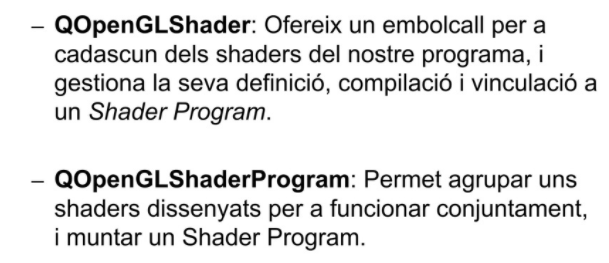 – QOpenGLShader: Ofereix un embolcall per a
cadascun dels shaders del nostre programa, i
gestiona la seva definició, compilació i vinculació a
un Shader Program.
– QOpenGLShaderProgram: Permet agrupar uns
shaders dissenyats per a funcionar conjuntament,
i muntar un Shader Program.